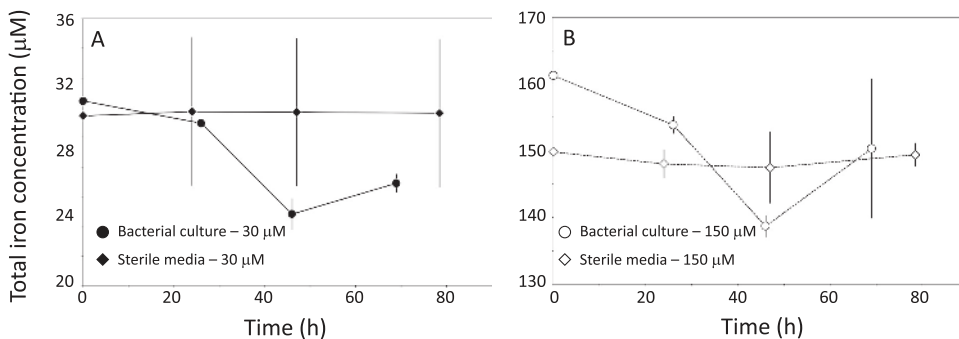 Total iron concentration (μM)
36
32
28
24
20
A
Bacterial culture – 30 μM
Sterile media – 30 μM
0
20
40
60
80
Time (h)
170
160
150
140
130
B
Bacterial culture – 150 μM
Sterile media – 150 μM
0
20
40
60
80
Time (h)